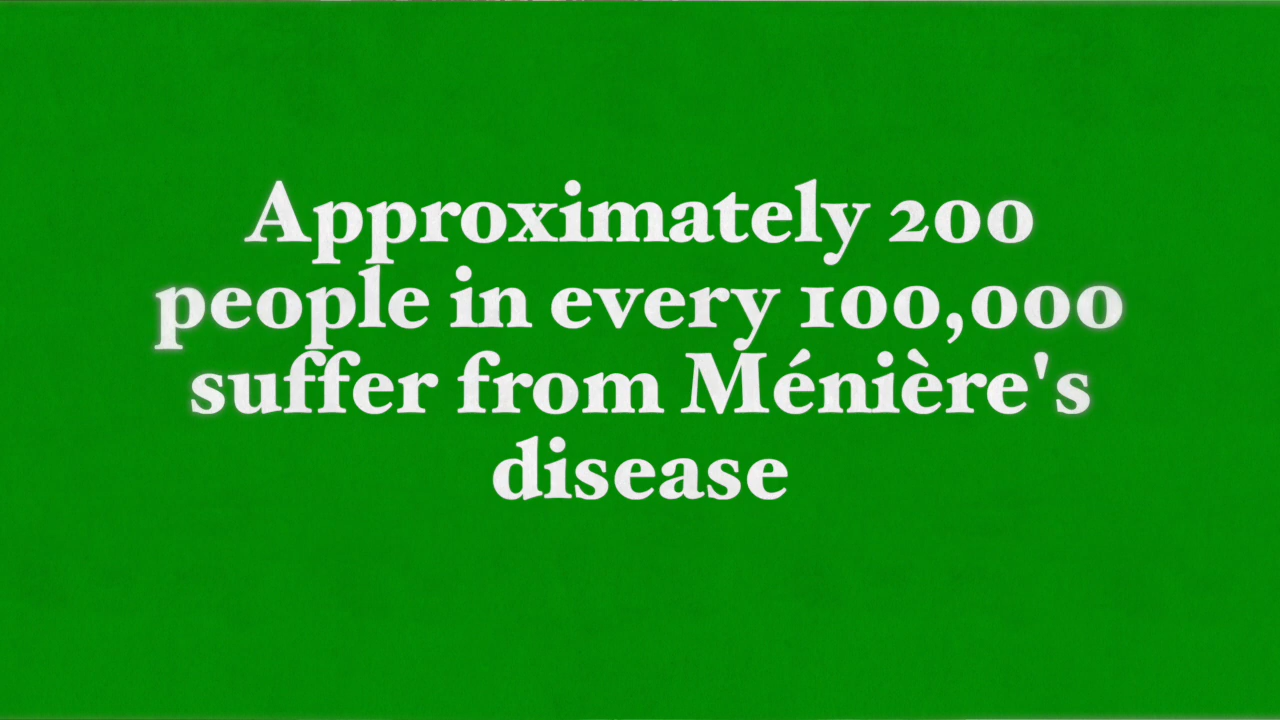 Approximately 200
people in every 100,000
suffer from Ménière's
disease